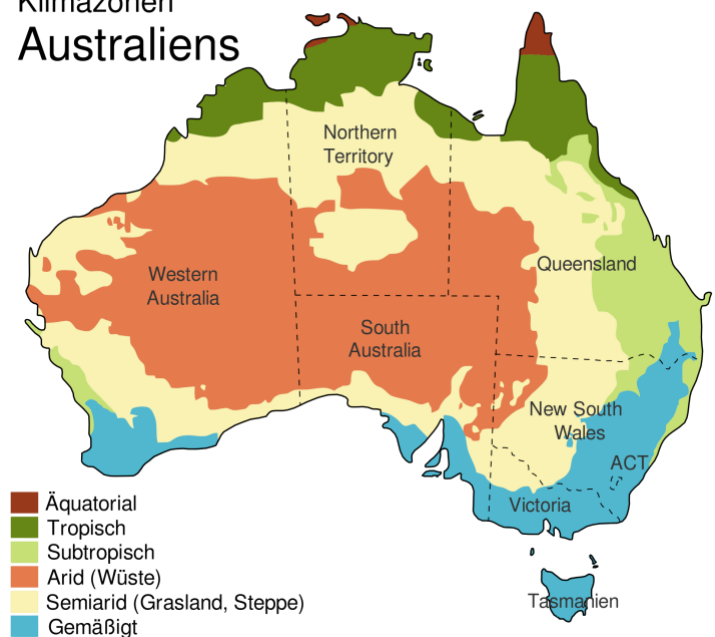 Klimazonen
Australiens
Northern
Territory
Western
Australia
Queensland
South
Australia
New South
Wales
ACT
Victoria
Tasmanien
Äquatorial
Tropisch
Subtropisch
Arid (Wüste)
Semiarid (Grasland, Steppe)
Gemäßigt